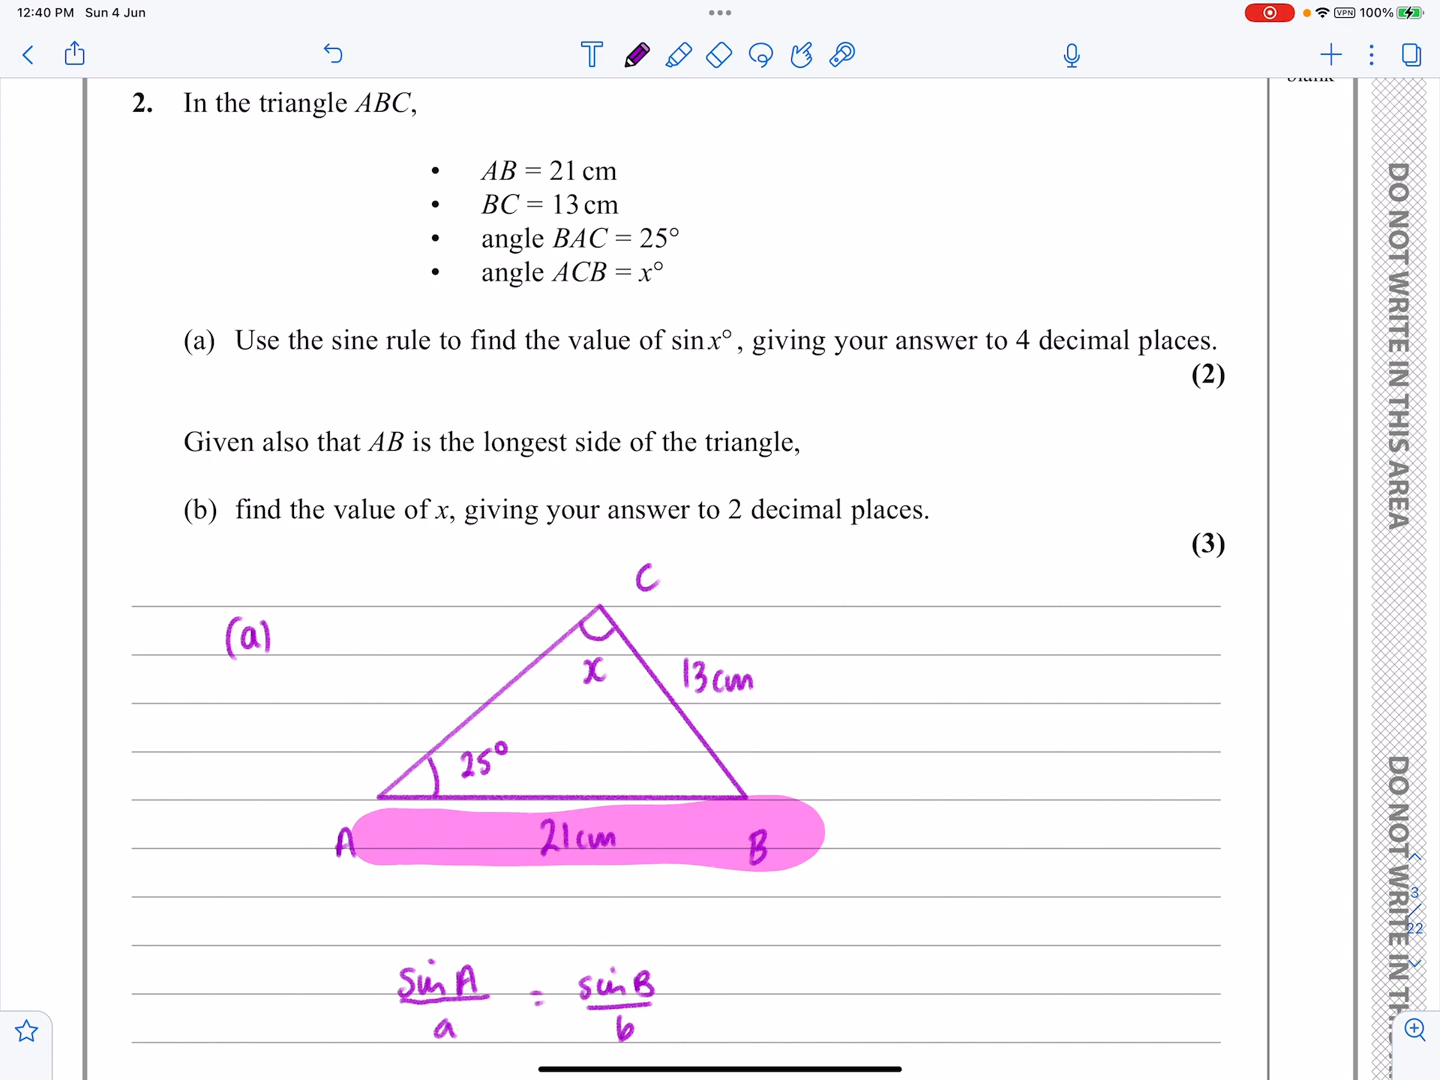 12:40 PM Sun 4 Jun
VPN 100%
T
2. In the triangle ABC,
• AB = 21 cm
• BC = 13 cm
• angle BAC = 25°
• angle ACB = x°
(a) Use the sine rule to find the value of sin x°, giving your answer to 4 decimal places.
(2)
Given also that AB is the longest side of the triangle,
(b) find the value of x, giving your answer to 2 decimal places.
(3)
C
(a)
x
13cm
25°
A
21cm
B
sin A / a = sin B / b
DO NOT WRITE IN THIS AREA
DO NOT WRITE IN TH
3 / 22